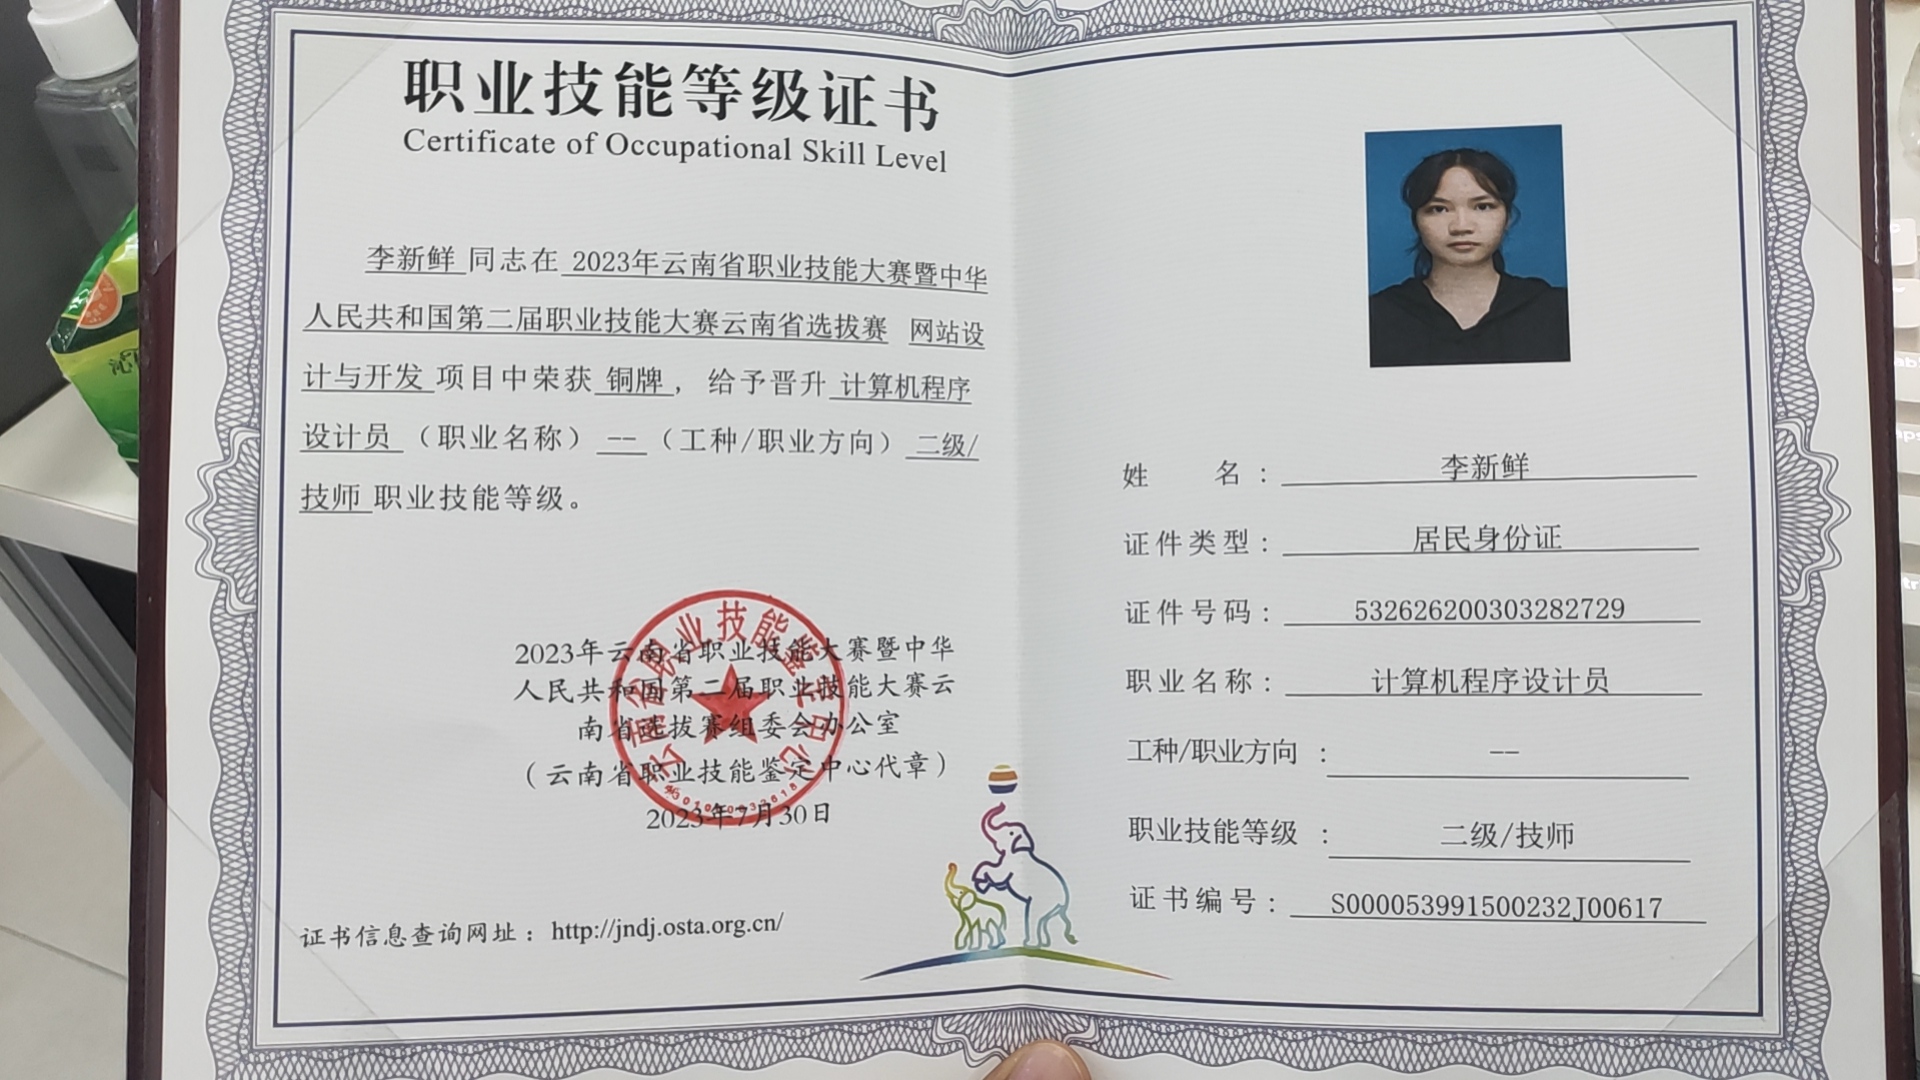 职业技能等级证书
Certificate of Occupational Skill Level
李新鲜 同志在 2023年云南省职业技能大赛暨中华
人民共和国第二届职业技能大赛云南省选拔赛 网站设
计与开发 项目中荣获 铜牌 ，给予晋升 计算机程序
设计员 （职业名称） -- （工种/职业方向） 二级/
技师 职业技能等级。
2023年云南省职业技能大赛暨中华
人民共和国第二届职业技能大赛云
南省选拔赛组委会办公室
（云南省职业技能鉴定中心代章）
2023年7月30日
云南省职业技能鉴定中心
证书信息查询网址：http://jndj.osta.org.cn/
姓 名：李新鲜
证件类型：居民身份证
证件号码：532626200303282729
职业名称：计算机程序设计员
工种/职业方向：--
职业技能等级：二级/技师
证书编号：S000053991500232J00617